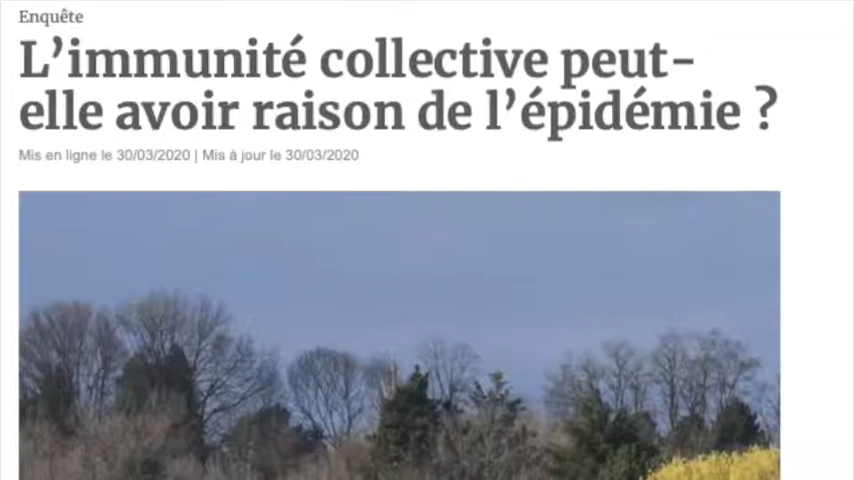 Enquête
L’immunité collective peut-
elle avoir raison de l’épidémie ?
Mis en ligne le 30/03/2020 | Mis à jour le 30/03/2020